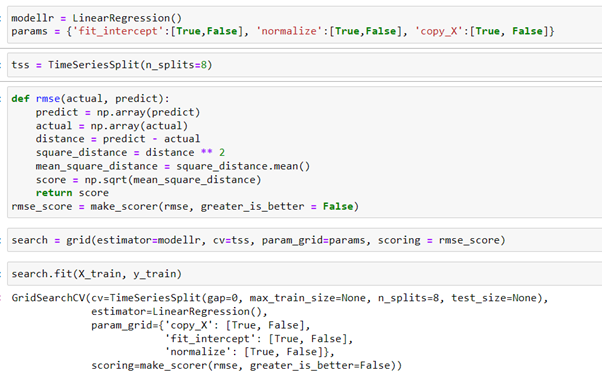 modellr = LinearRegression()
params = {'fit_intercept':[True,False], 'normalize':[True,False], 'copy_X':[True, False]}
tss = TimeSeriesSplit(n_splits=8)
def rmse(actual, predict):
    predict = np.array(predict)
    actual = np.array(actual)
    distance = predict - actual
    square_distance = distance ** 2
    mean_square_distance = square_distance.mean()
    score = np.sqrt(mean_square_distance)
    return score
rmse_score = make_scorer(rmse, greater_is_better = False)
search = grid(estimator=modellr, cv=tss, param_grid=params, scoring = rmse_score)
search.fit(X_train, y_train)
GridSearchCV(cv=TimeSeriesSplit(gap=0, max_train_size=None, n_splits=8, test_size=None),
             estimator=LinearRegression(),
             param_grid={'copy_X': [True, False],
                         'fit_intercept': [True, False],
                         'normalize': [True, False]},
             scoring=make_scorer(rmse, greater_is_better=False))